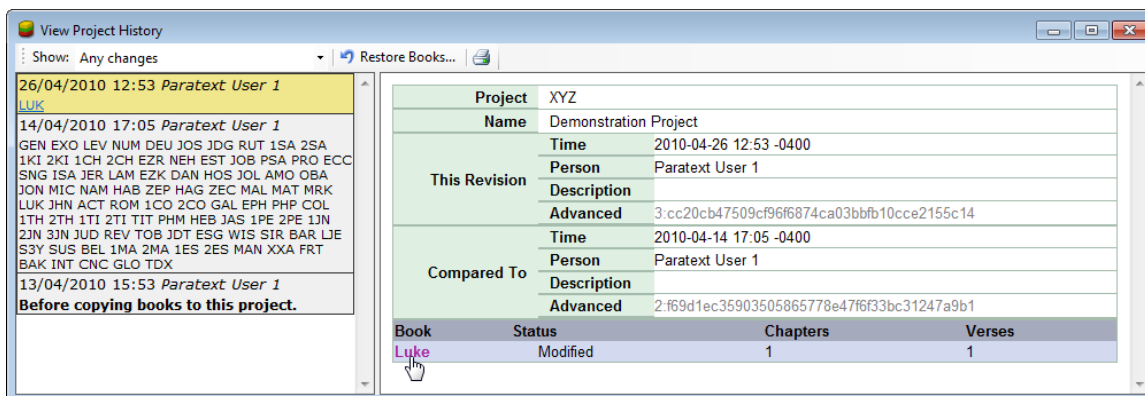 View Project History
Show: Any changes Restore Books...
26/04/2010 12:53 Paratext User 1
LUK
14/04/2010 17:05 Paratext User 1
GEN EXO LEV NUM DEU JOS JDG RUT 1SA 2SA
1KI 2KI 1CH 2CH EZR NEH EST JOB PSA PRO ECC
SNG ISA JER LAM EZK DAN HOS JOL AMO OBA
JON MIC NAM HAB ZEP HAG ZEC MAL MAT MRK
LUK JHN ACT ROM 1CO 2CO GAL EPH PHP COL
1TH 2TH 1TI 2TI TIT PHM HEB JAS 1PE 2PE 1JN
2JN 3JN JUD REV TOB JDT ESG WIS SIR BAR LJE
S3Y SUS BEL 1MA 2MA 1ES 2ES MAN XXA FRT
BAK INT CNC GLO TDX
13/04/2010 15:53 Paratext User 1
Before copying books to this project.
Project XYZ
Name Demonstration Project
This Revision
Time 2010-04-26 12:53 -0400
Person Paratext User 1
Description
Advanced 3:cc20cb47509cf96f6874ca03bbfb10cce2155c14
Compared To
Time 2010-04-14 17:05 -0400
Person Paratext User 1
Description
Advanced 2:f69d1ec35903505865778e47f6f33bc31247a9b1
Book Status Chapters Verses
Luke Modified 1 1